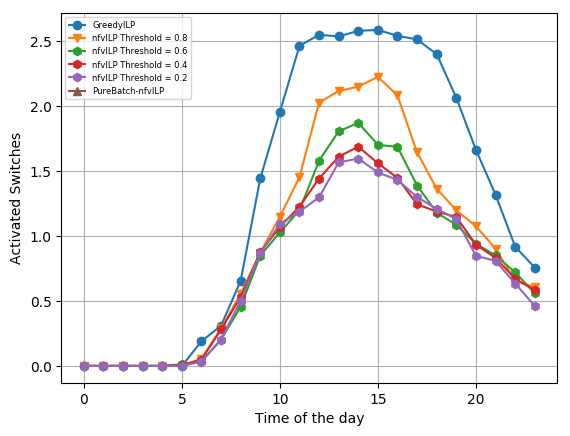 GreedyILP
nfvILP Threshold = 0.8
nfvILP Threshold = 0.6
nfvILP Threshold = 0.4
nfvILP Threshold = 0.2
PureBatch-nfvILP
Activated Switches
2.5
2.0
1.5
1.0
0.5
0.0
0 5 10 15 20
Time of the day